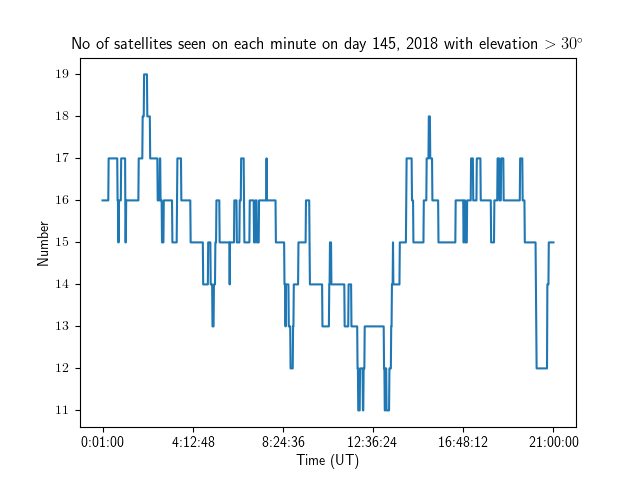 No of satellites seen on each minute on day 145, 2018 with elevation > 30°
19
18
17
16
15
14
13
12
11
Number
0:01:00 4:12:48 8:24:36 12:36:24 16:48:12 21:00:00
Time (UT)